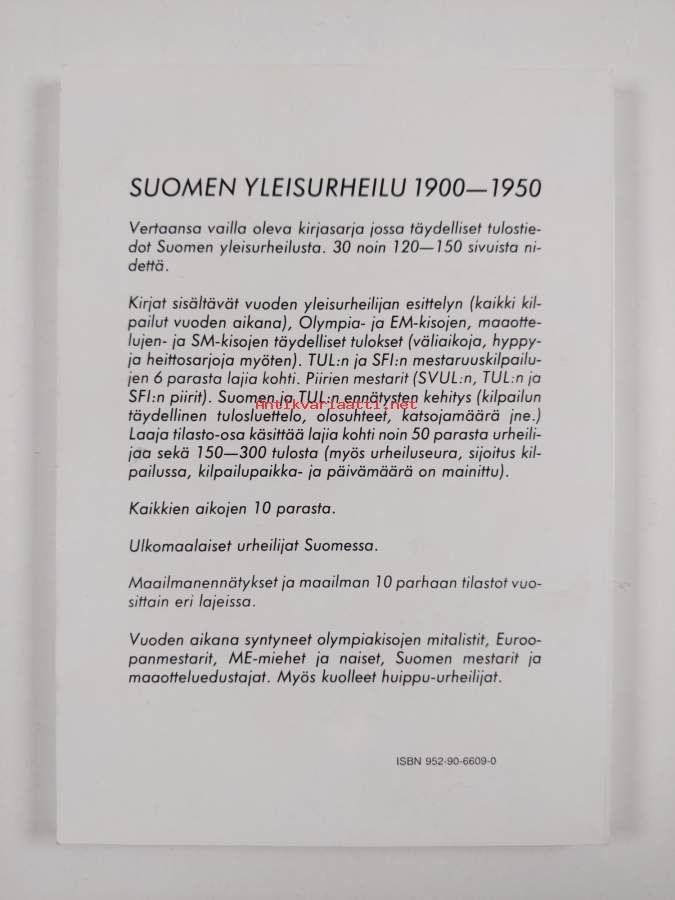 SUOMEN YLEISURHEILU 1900—1950
Vertaansa vailla oleva kirjasarja jossa täydelliset tulostie-
dot Suomen yleisurheilusta. 30 noin 120—150 sivuista ni-
dettä.
Kirjat sisältävät vuoden yleisurheilijan esittelyn (kaikki kil-
pailut vuoden aikana), Olympia- ja EM-kisojen, maaotte-
lujen- ja SM-kisojen täydelliset tulokset (väliaikoja, hyppy-
ja heittosarjoja myöten). TUL:n ja SFI:n mestaruuskilpailu-
jen 6 parasta lajia kohti. Piirien mestarit (SVUL:n, TUL:n ja
SFI:n piirit). Suomen ja TUL:n ennätysten kehitys (kilpailun
Antikvariaatti.net
täydellinen tulosluettelo, olosuhteet, katsojamäärä jne.)
Laaja tilasto-osa käsittää lajia kohti noin 50 parasta urheili-
jaa sekä 150—300 tulosta (myös urheiluseura, sijoitus kil-
pailussa, kilpailupaikka- ja päivämäärä on mainittu).
Kaikkien aikojen 10 parasta.
Ulkomaalaiset urheilijat Suomessa.
Maailmanennätykset ja maailman 10 parhaan tilastot vuo-
sittain eri lajeissa.
Vuoden aikana syntyneet olympiakisojen mitalistit, Euroo-
panmestarit, ME-miehet ja naiset, Suomen mestarit ja
maaotteluedustajat. Myös kuolleet huippu-urheilijat.
ISBN 952-90-6609-0